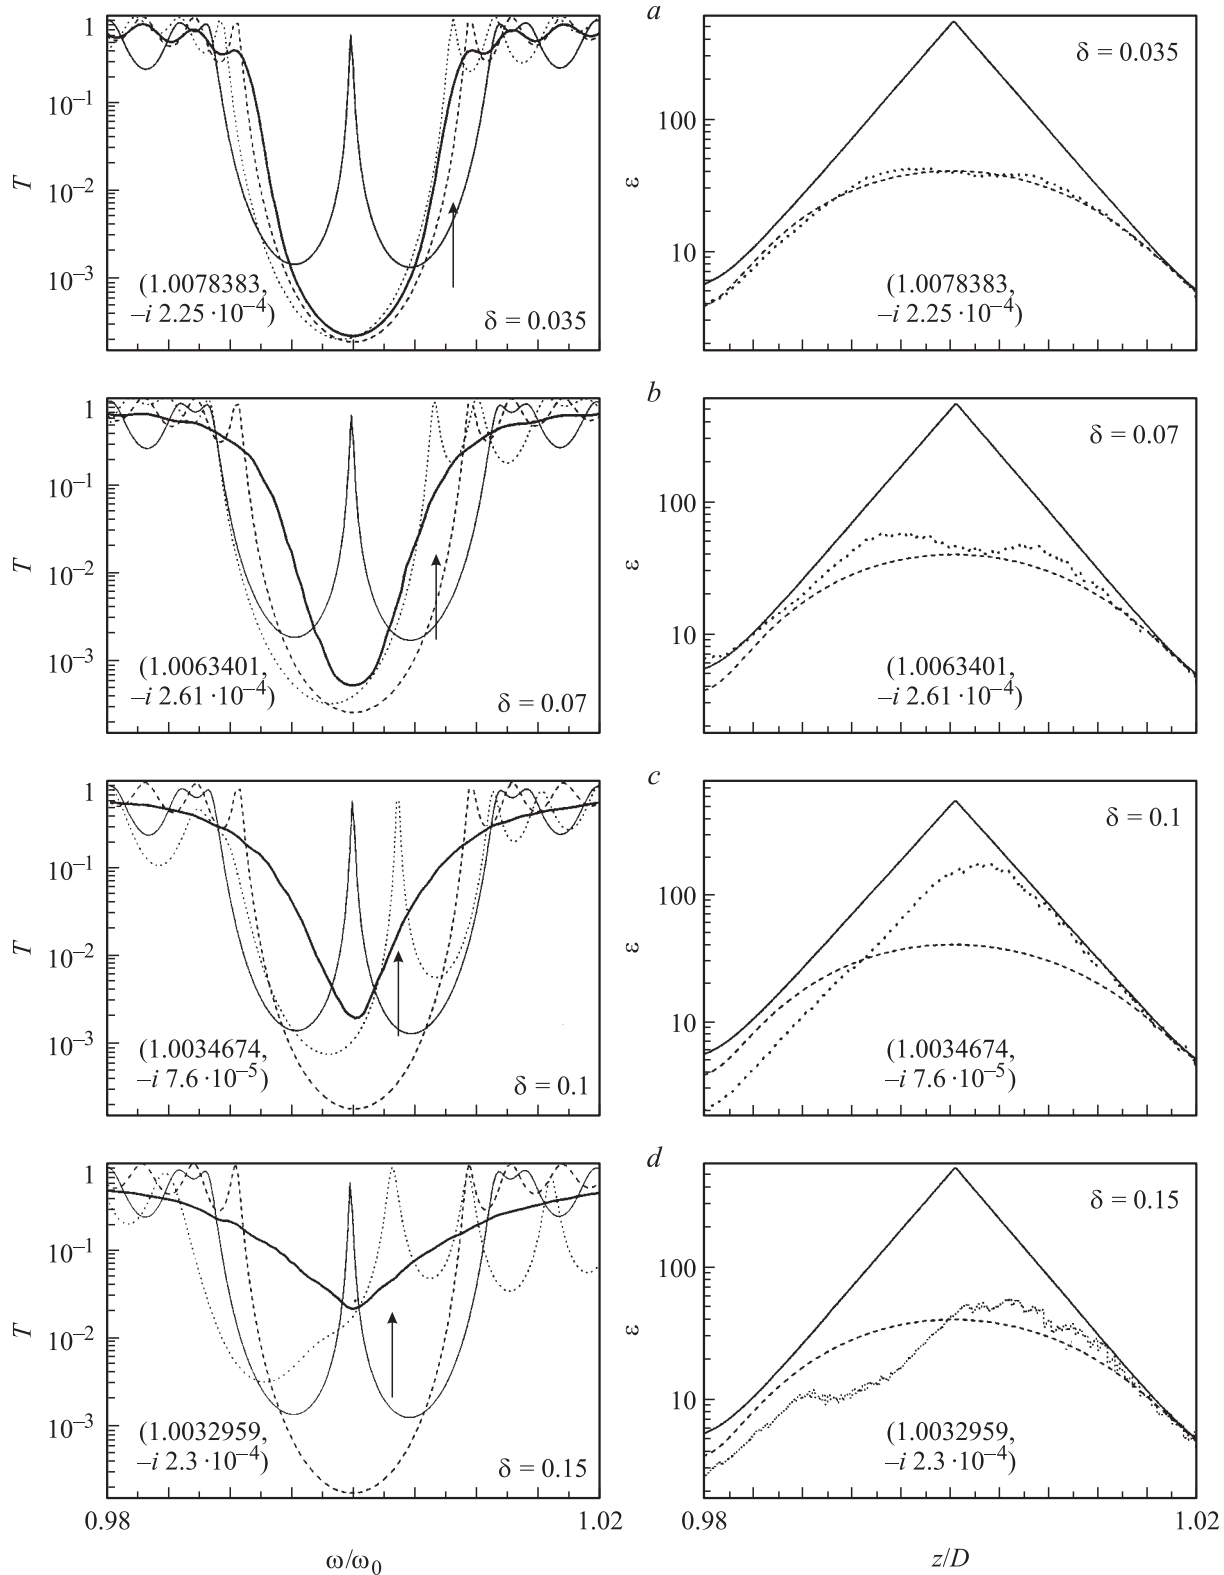 a
1
10–1
10–2
10–3
T
(1.0078383,
–i 2.25 ·10–4)
δ = 0.035
100
10
ε
δ = 0.035
(1.0078383,
–i 2.25 ·10–4)
b
1
10–1
10–2
10–3
T
(1.0063401,
–i 2.61 ·10–4)
δ = 0.07
100
10
ε
δ = 0.07
(1.0063401,
–i 2.61 ·10–4)
c
1
10–1
10–2
10–3
T
(1.0034674,
–i 7.6 ·10–5)
δ = 0.1
100
10
ε
δ = 0.1
(1.0034674,
–i 7.6 ·10–5)
d
1
10–1
10–2
10–3
T
(1.0032959,
–i 2.3 ·10–4)
δ = 0.15
0.98
1.02
ω/ω0
100
10
ε
δ = 0.15
(1.0032959,
–i 2.3 ·10–4)
0.98
1.02
z/D